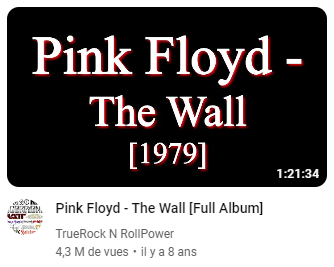 Pink Floyd -
The Wall
[1979]
1:21:34
Pink Floyd - The Wall [Full Album]
TrueRock N RollPower
4,3 M de vues • il y a 8 ans